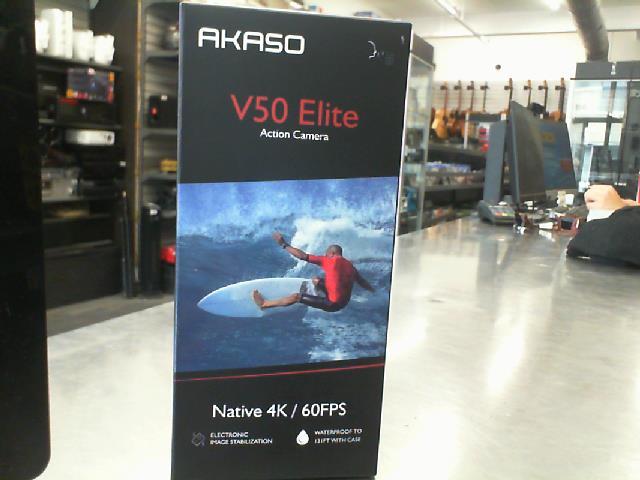 AKASO
V50 Elite
Action Camera
Native 4K / 60FPS
ELECTRONIC
IMAGE STABILIZATION
WATERPROOF TO
131FT WITH CASE